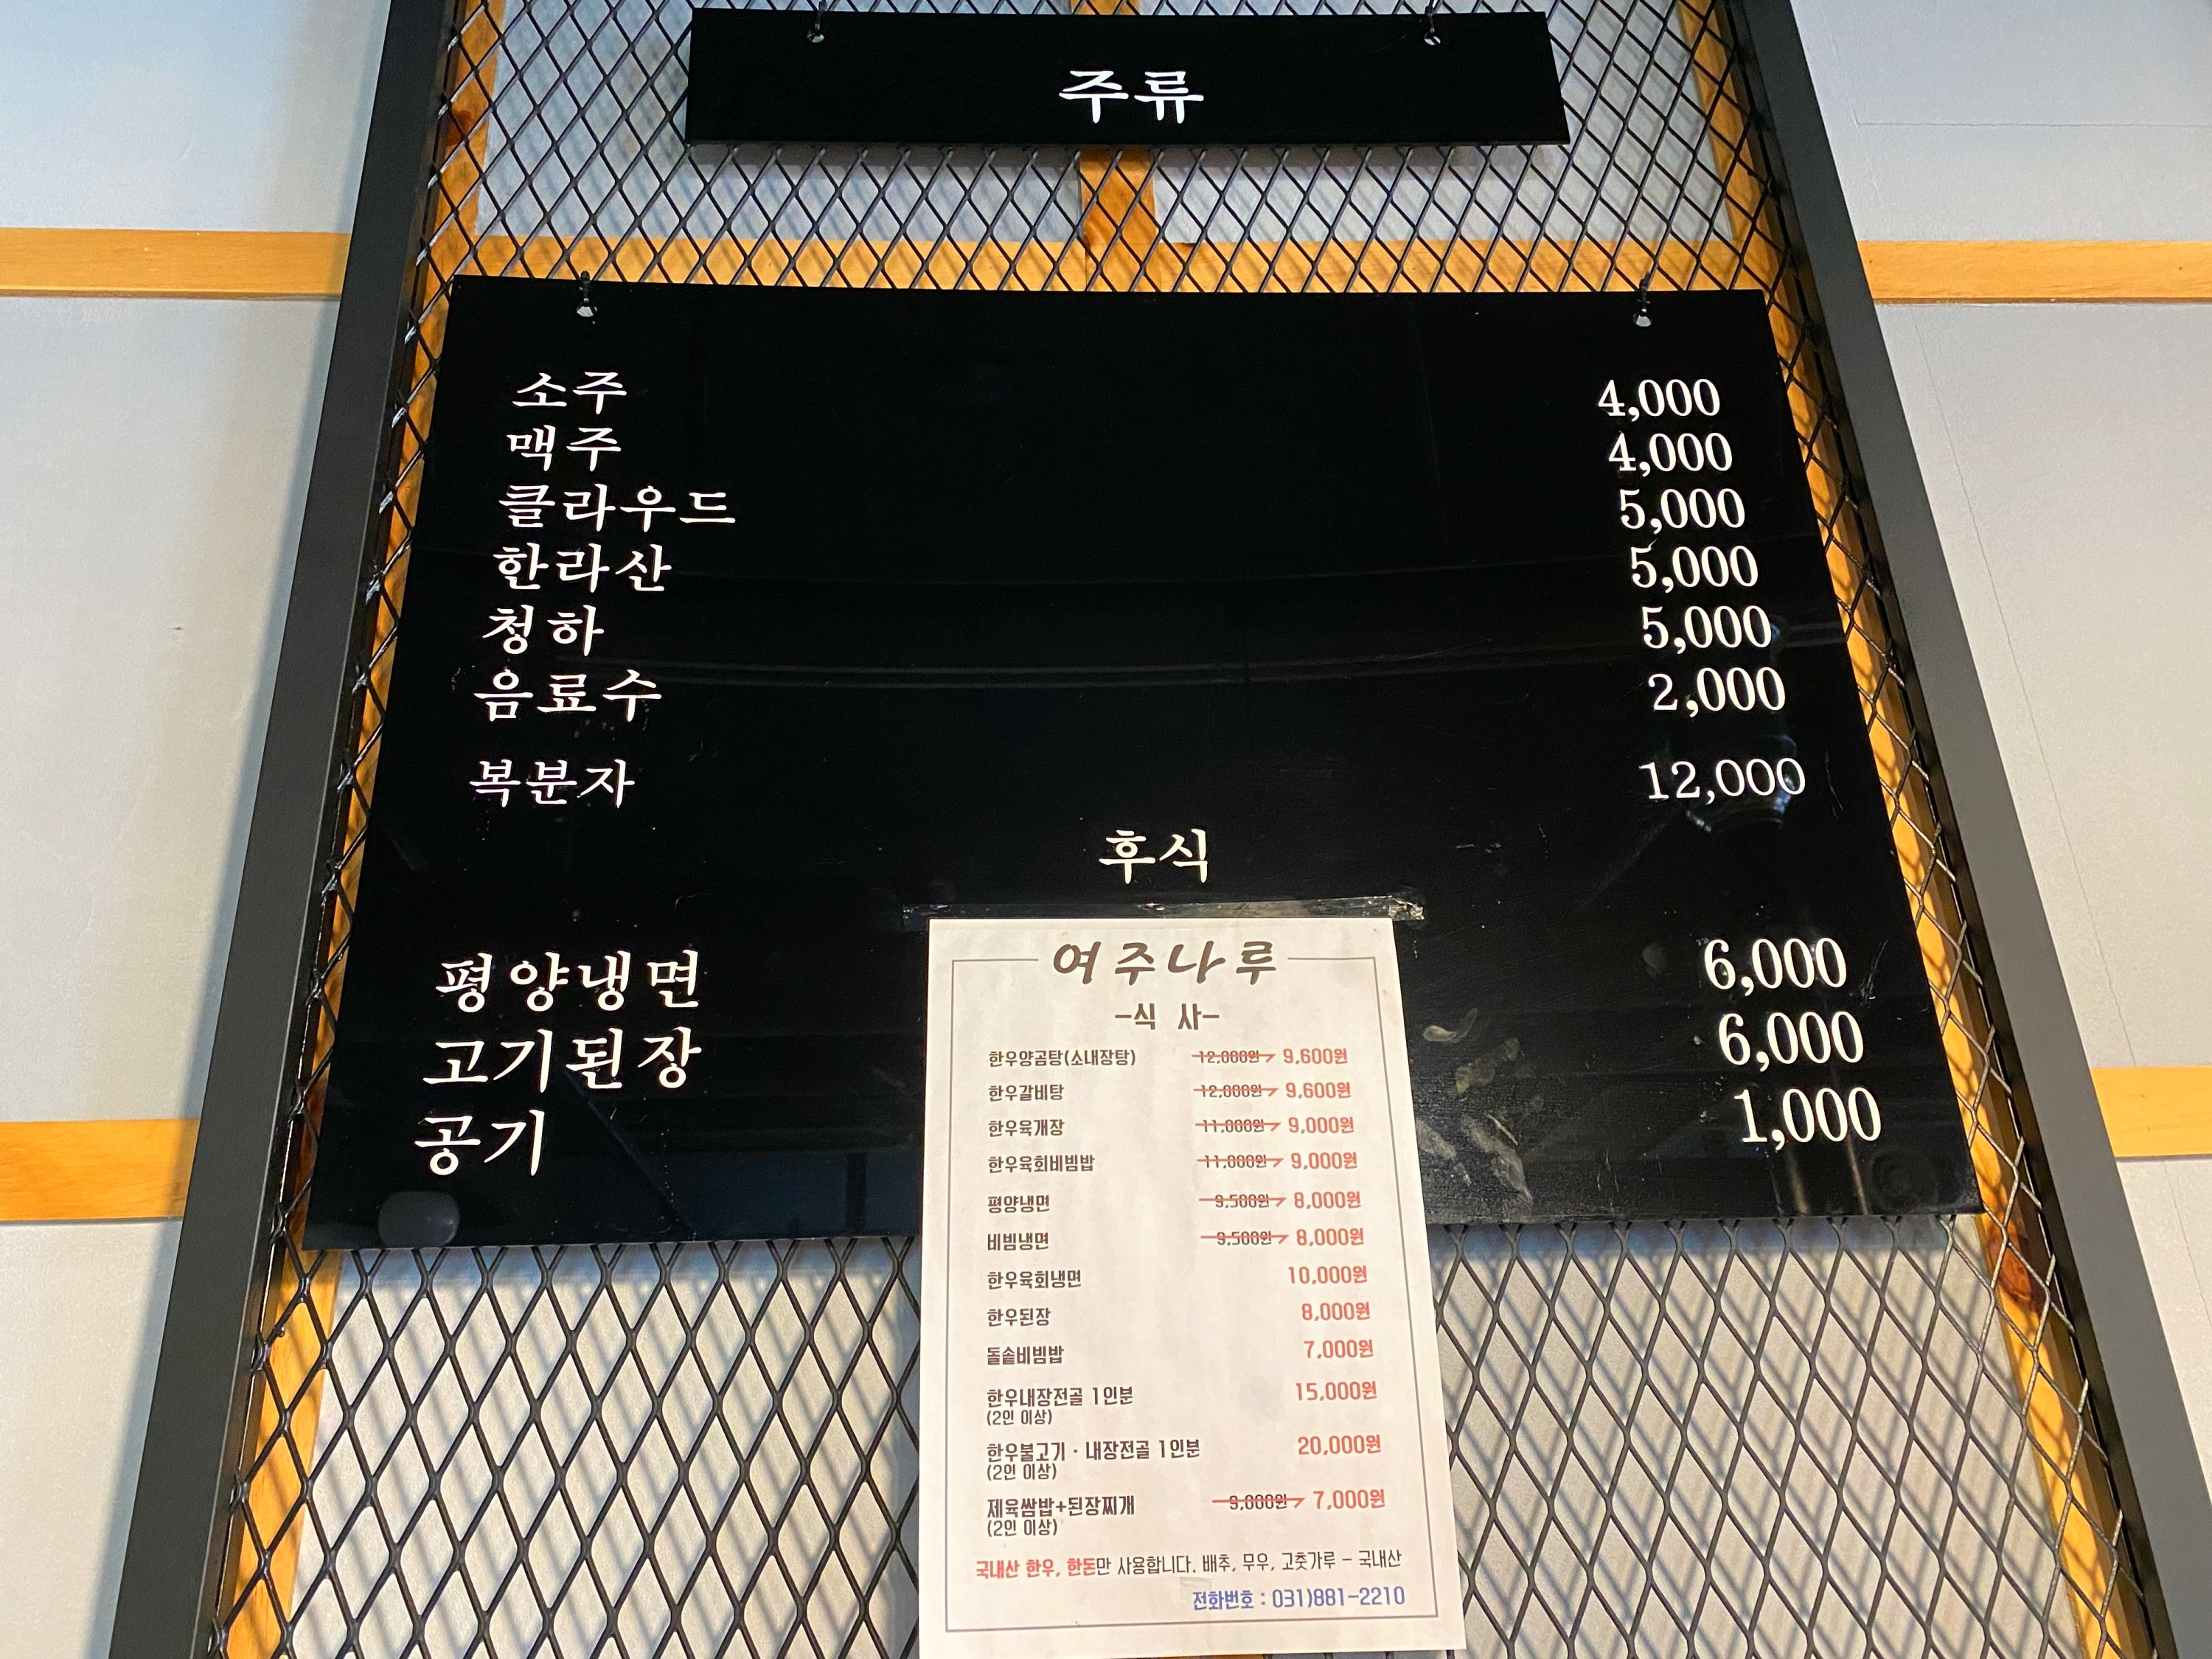 주류
소주 4,000
맥주 4,000
클라우드 5,000
한라산 5,000
청하 5,000
음료수 2,000
복분자 12,000
후식
평양냉면 6,000
고기된장 6,000
공기 1,000
여주나루
-식 사-
한우양곰탕(소내장탕) 12,000원 9,600원
한우갈비탕 12,000원 9,600원
한우육개장 11,000원 9,000원
한우육회비빔밥 11,000원 9,000원
평양냉면 9,500원 8,000원
비빔냉면 9,500원 8,000원
한우육회냉면 10,000원
한우된장 8,000원
돌솥비빔밥 7,000원
한우내장전골 1인분 15,000원
(2인 이상)
한우불고기 · 내장전골 1인분 20,000원
(2인 이상)
제육쌈밥+된장찌개 9,000원 7,000원
(2인 이상)
국내산 한우, 한돈만 사용합니다. 배추, 무우, 고춧가루 - 국내산
전화번호 : 031)881-2210